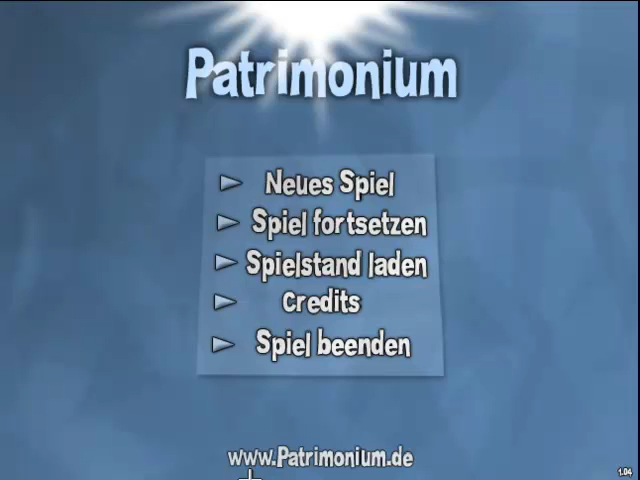 Patrimonium
Neues Spiel
Spiel fortsetzen
Spielstand laden
Credits
Spiel beenden
www.Patrimonium.de
1.04